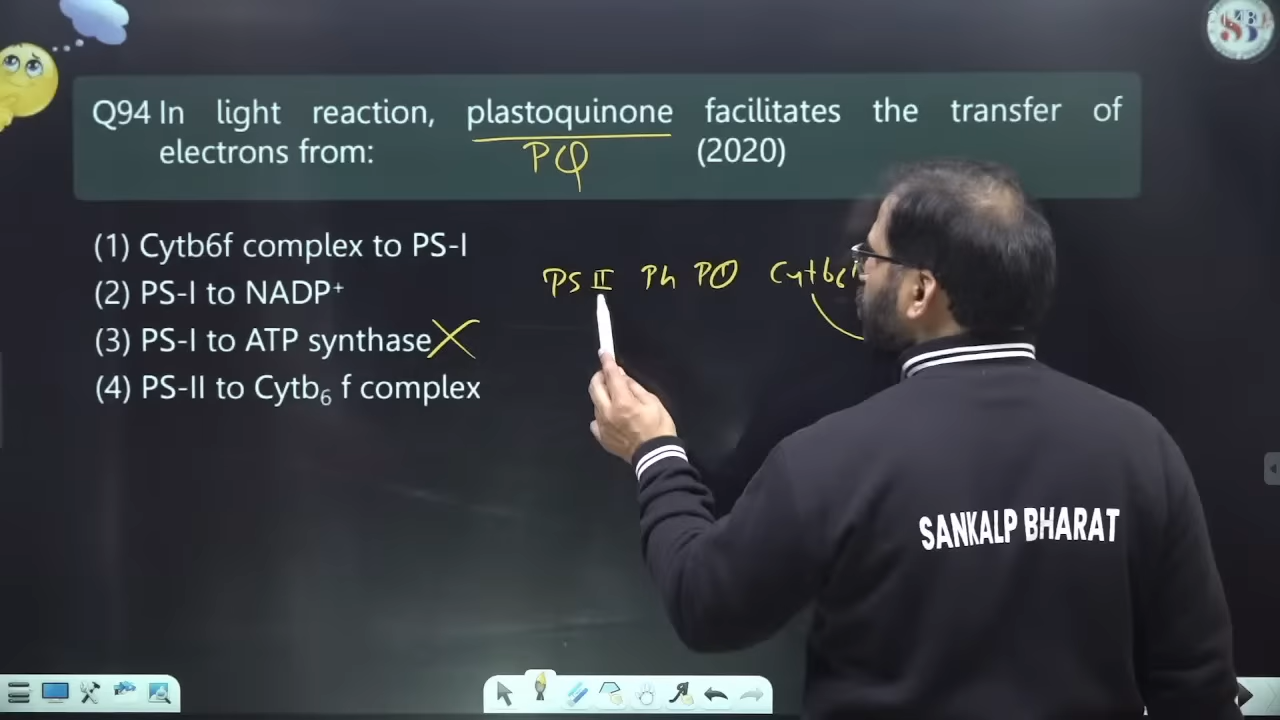 Q94 In light reaction, plastoquinone facilitates the transfer of
electrons from: (2020)
PQ
(1) Cytb6f complex to PS-I
(2) PS-I to NADP⁺
(3) PS-I to ATP synthase
(4) PS-II to Cytb₆ f complex
PS II Ph PQ Cytb₆
SANKALP BHARAT